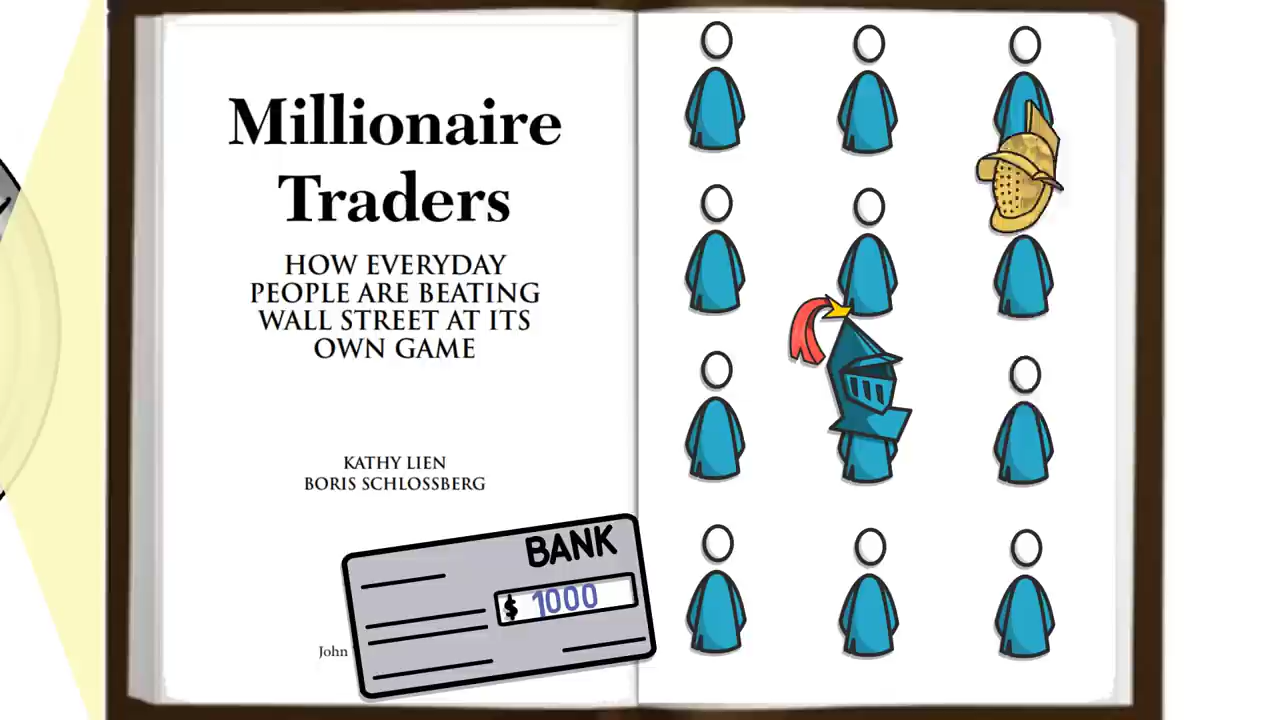 Millionaire
Traders
HOW EVERYDAY
PEOPLE ARE BEATING
WALL STREET AT ITS
OWN GAME
KATHY LIEN
BORIS SCHLOSSBERG
BANK
$ 1000
John